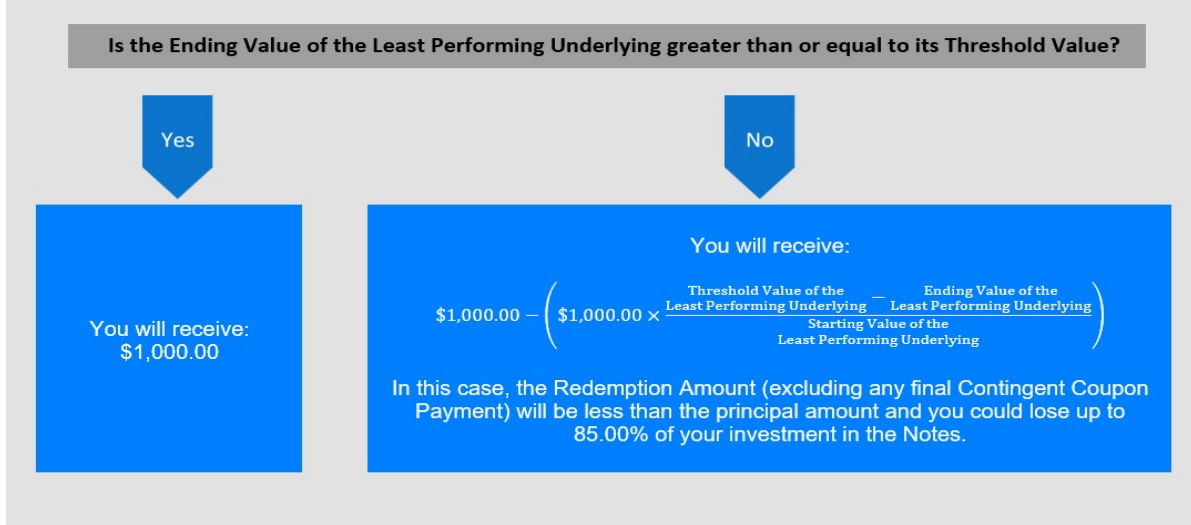 Is the Ending Value of the Least Performing Underlying greater than or equal to its Threshold Value?
Yes
No
You will receive:
$1,000.00
You will receive:
$1,000.00 − ( $1,000.00 × (Threshold Value of the Least Performing Underlying − Ending Value of the Least Performing Underlying) / Starting Value of the Least Performing Underlying )
In this case, the Redemption Amount (excluding any final Contingent Coupon
Payment) will be less than the principal amount and you could lose up to
85.00% of your investment in the Notes.